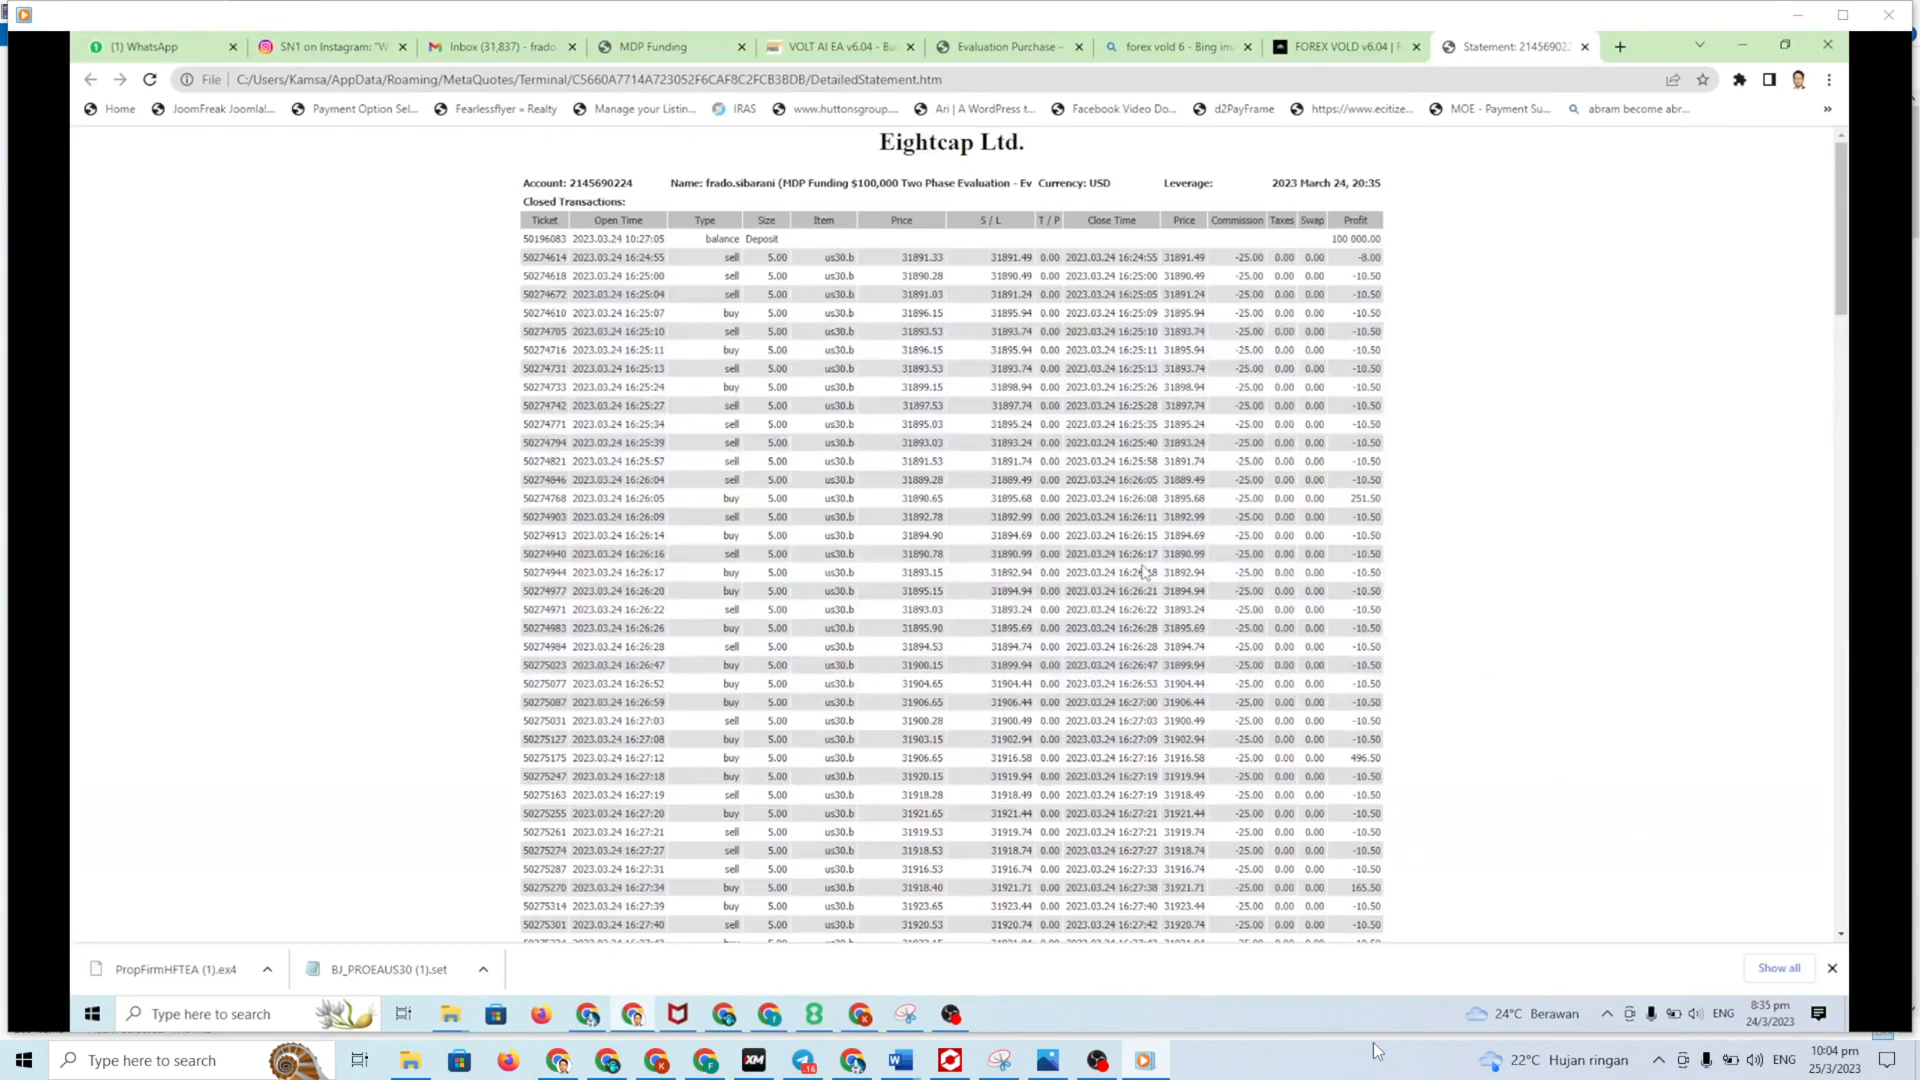 (1) WhatsApp
SN1 on Instagram: "W
Inbox (31,837) - frado.
MDP Funding
VOLT AI EA v6.04 - Bu
Evaluation Purchase –
forex vold 6 - Bing im
FOREX VOLD v6.04 | F
Statement: 214569022
File C:/Users/Kamsa/AppData/Roaming/MetaQuotes/Terminal/C5660A7714A723052F6CAF8C2FCB3BDB/DetailedStatement.htm
Home JoomFreak Joomla!... Payment Option Sel... Fearlessflyer » Realty Manage your Listin... IRAS www.huttonsgroup.... Ari | A WordPress t... Facebook Video Do... d2PayFrame https://www.ecitize... MOE - Payment Su... abram become abr... »
Eightcap Ltd.
Account: 2145690224 Name: frado.sibarani (MDP Funding $100,000 Two Phase Evaluation - Ev Currency: USD Leverage: 2023 March 24, 20:35
Closed Transactions:
Ticket Open Time Type Size Item Price S / L T / P Close Time Price Commission Taxes Swap Profit
50196083 2023.03.24 10:27:05 balance Deposit 100 000.00
50274614 2023.03.24 16:24:55 sell 5.00 us30.b 31891.33 31891.49 0.00 2023.03.24 16:24:55 31891.49 -25.00 0.00 0.00 -8.00
50274618 2023.03.24 16:25:00 sell 5.00 us30.b 31890.28 31890.49 0.00 2023.03.24 16:25:00 31890.49 -25.00 0.00 0.00 -10.50
50274672 2023.03.24 16:25:04 sell 5.00 us30.b 31891.03 31891.24 0.00 2023.03.24 16:25:05 31891.24 -25.00 0.00 0.00 -10.50
50274610 2023.03.24 16:25:07 buy 5.00 us30.b 31896.15 31895.94 0.00 2023.03.24 16:25:09 31895.94 -25.00 0.00 0.00 -10.50
50274705 2023.03.24 16:25:10 sell 5.00 us30.b 31893.53 31893.74 0.00 2023.03.24 16:25:10 31893.74 -25.00 0.00 0.00 -10.50
50274716 2023.03.24 16:25:11 buy 5.00 us30.b 31896.15 31895.94 0.00 2023.03.24 16:25:11 31895.94 -25.00 0.00 0.00 -10.50
50274731 2023.03.24 16:25:13 sell 5.00 us30.b 31893.53 31893.74 0.00 2023.03.24 16:25:13 31893.74 -25.00 0.00 0.00 -10.50
50274733 2023.03.24 16:25:24 buy 5.00 us30.b 31899.15 31898.94 0.00 2023.03.24 16:25:26 31898.94 -25.00 0.00 0.00 -10.50
50274742 2023.03.24 16:25:27 sell 5.00 us30.b 31897.53 31897.74 0.00 2023.03.24 16:25:28 31897.74 -25.00 0.00 0.00 -10.50
50274771 2023.03.24 16:25:34 sell 5.00 us30.b 31895.03 31895.24 0.00 2023.03.24 16:25:35 31895.24 -25.00 0.00 0.00 -10.50
50274794 2023.03.24 16:25:39 sell 5.00 us30.b 31893.03 31893.24 0.00 2023.03.24 16:25:40 31893.24 -25.00 0.00 0.00 -10.50
50274821 2023.03.24 16:25:57 sell 5.00 us30.b 31891.53 31891.74 0.00 2023.03.24 16:25:58 31891.74 -25.00 0.00 0.00 -10.50
50274846 2023.03.24 16:26:04 sell 5.00 us30.b 31889.28 31889.49 0.00 2023.03.24 16:26:05 31889.49 -25.00 0.00 0.00 -10.50
50274768 2023.03.24 16:26:05 buy 5.00 us30.b 31890.65 31895.68 0.00 2023.03.24 16:26:08 31895.68 -25.00 0.00 0.00 251.50
50274903 2023.03.24 16:26:09 sell 5.00 us30.b 31892.78 31892.99 0.00 2023.03.24 16:26:11 31892.99 -25.00 0.00 0.00 -10.50
50274913 2023.03.24 16:26:14 buy 5.00 us30.b 31894.90 31894.69 0.00 2023.03.24 16:26:15 31894.69 -25.00 0.00 0.00 -10.50
50274940 2023.03.24 16:26:16 sell 5.00 us30.b 31890.78 31890.99 0.00 2023.03.24 16:26:17 31890.99 -25.00 0.00 0.00 -10.50
50274944 2023.03.24 16:26:17 buy 5.00 us30.b 31893.15 31892.94 0.00 2023.03.24 31892.94 -25.00 0.00 0.00 -10.50
50274977 2023.03.24 16:26:20 buy 5.00 us30.b 31895.15 31894.94 0.00 2023.03.24 16:26:21 31894.94 -25.00 0.00 0.00 -10.50
50274971 2023.03.24 16:26:22 sell 5.00 us30.b 31893.03 31893.24 0.00 2023.03.24 16:26:22 31893.24 -25.00 0.00 0.00 -10.50
50274983 2023.03.24 16:26:26 buy 5.00 us30.b 31895.90 31895.69 0.00 2023.03.24 16:26:28 31895.69 -25.00 0.00 0.00 -10.50
50274984 2023.03.24 16:26:28 sell 5.00 us30.b 31894.53 31894.74 0.00 2023.03.24 16:26:28 31894.74 -25.00 0.00 0.00 -10.50
50275023 2023.03.24 16:26:47 buy 5.00 us30.b 31900.15 31899.94 0.00 2023.03.24 16:26:47 31899.94 -25.00 0.00 0.00 -10.50
50275077 2023.03.24 16:26:52 buy 5.00 us30.b 31904.65 31904.44 0.00 2023.03.24 16:26:53 31904.44 -25.00 0.00 0.00 -10.50
50275087 2023.03.24 16:26:59 buy 5.00 us30.b 31906.65 31906.44 0.00 2023.03.24 16:27:00 31906.44 -25.00 0.00 0.00 -10.50
50275031 2023.03.24 16:27:03 sell 5.00 us30.b 31900.28 31900.49 0.00 2023.03.24 16:27:03 31900.49 -25.00 0.00 0.00 -10.50
50275127 2023.03.24 16:27:08 buy 5.00 us30.b 31903.15 31902.94 0.00 2023.03.24 16:27:09 31902.94 -25.00 0.00 0.00 -10.50
50275175 2023.03.24 16:27:12 buy 5.00 us30.b 31906.65 31916.58 0.00 2023.03.24 16:27:16 31916.58 -25.00 0.00 0.00 496.50
50275247 2023.03.24 16:27:18 buy 5.00 us30.b 31920.15 31919.94 0.00 2023.03.24 16:27:19 31919.94 -25.00 0.00 0.00 -10.50
50275163 2023.03.24 16:27:19 sell 5.00 us30.b 31918.28 31918.49 0.00 2023.03.24 16:27:19 31918.49 -25.00 0.00 0.00 -10.50
50275255 2023.03.24 16:27:20 buy 5.00 us30.b 31921.65 31921.44 0.00 2023.03.24 16:27:21 31921.44 -25.00 0.00 0.00 -10.50
50275261 2023.03.24 16:27:21 sell 5.00 us30.b 31919.53 31919.74 0.00 2023.03.24 16:27:21 31919.74 -25.00 0.00 0.00 -10.50
50275274 2023.03.24 16:27:27 sell 5.00 us30.b 31918.53 31918.74 0.00 2023.03.24 16:27:27 31918.74 -25.00 0.00 0.00 -10.50
50275287 2023.03.24 16:27:31 sell 5.00 us30.b 31916.53 31916.74 0.00 2023.03.24 16:27:33 31916.74 -25.00 0.00 0.00 -10.50
50275270 2023.03.24 16:27:34 buy 5.00 us30.b 31918.40 31921.71 0.00 2023.03.24 16:27:38 31921.71 -25.00 0.00 0.00 165.50
50275314 2023.03.24 16:27:39 buy 5.00 us30.b 31923.65 31923.44 0.00 2023.03.24 16:27:40 31923.44 -25.00 0.00 0.00 -10.50
50275301 2023.03.24 16:27:40 sell 5.00 us30.b 31920.53 31920.74 0.00 2023.03.24 16:27:42 31920.74 -25.00 0.00 0.00 -10.50
PropFirmHFTEA (1).ex4 BJ_PROEAUS30 (1).set Show all
Type here to search 24°C Berawan ENG 8:35 pm
24/3/2023
Type here to search XM .16 22°C Hujan ringan ENG 10:04 pm
25/3/2023